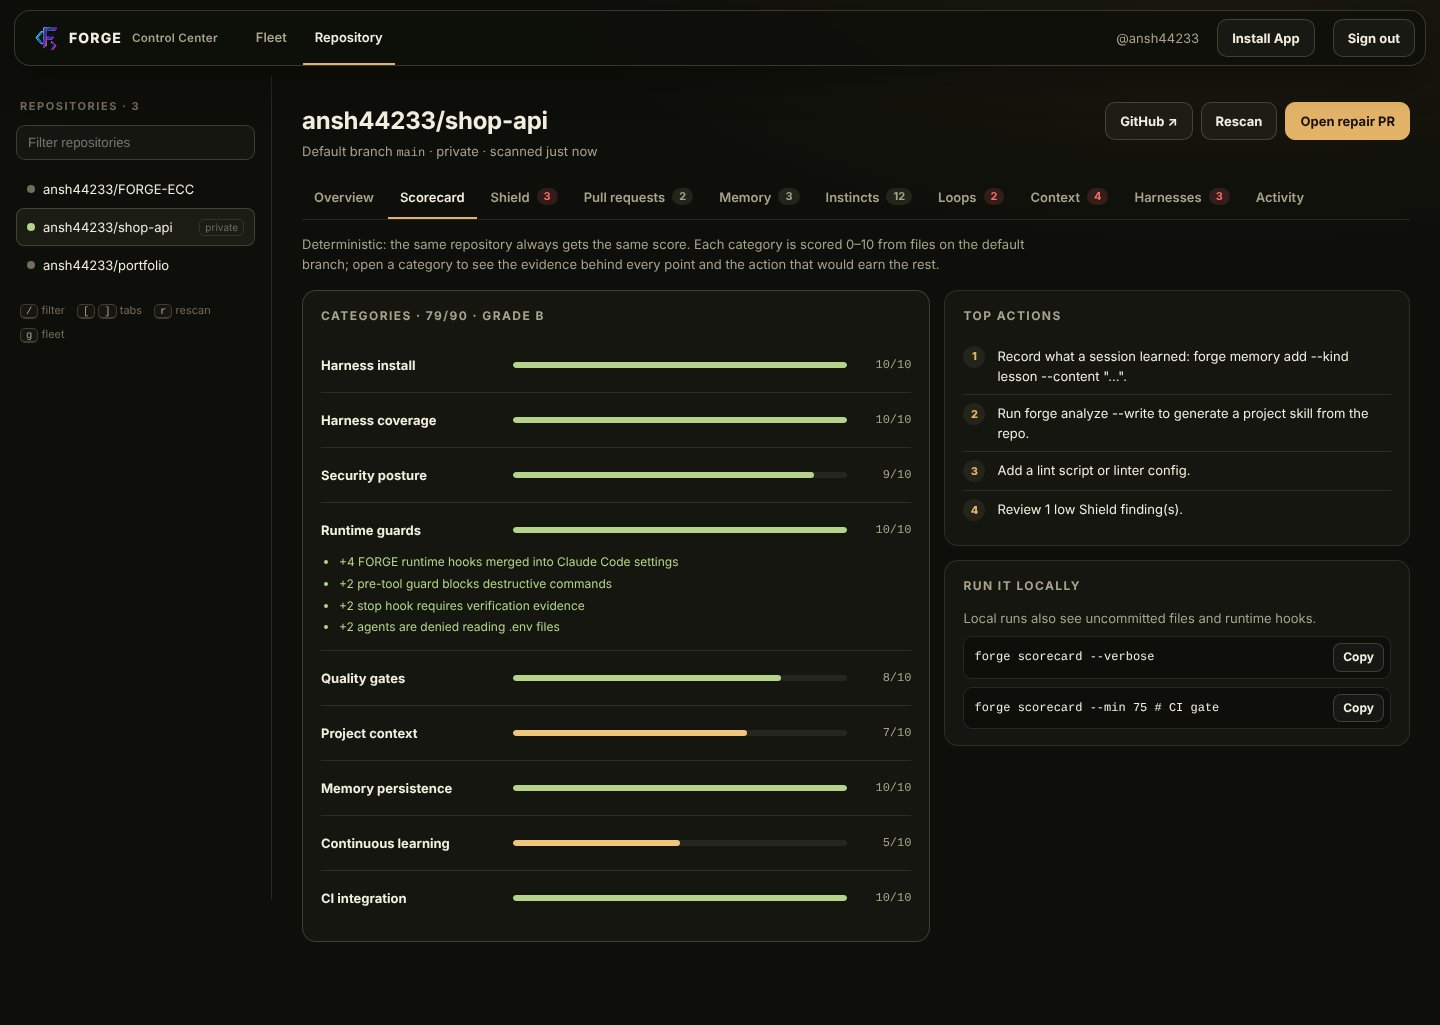 FORGE Control Center Fleet Repository @ansh44233 Install App Sign out
REPOSITORIES · 3
Filter repositories
ansh44233/FORGE-ECC
ansh44233/shop-api private
ansh44233/portfolio
/ filter [ ] tabs r rescan
g fleet
ansh44233/shop-api
GitHub ↗ Rescan Open repair PR
Default branch main · private · scanned just now
Overview Scorecard Shield 3 Pull requests 2 Memory 3 Instincts 12 Loops 2 Context 4 Harnesses 3 Activity
Deterministic: the same repository always gets the same score. Each category is scored 0–10 from files on the default
branch; open a category to see the evidence behind every point and the action that would earn the rest.
CATEGORIES · 79/90 · GRADE B
Harness install 10/10
Harness coverage 10/10
Security posture 9/10
Runtime guards 10/10
• +4 FORGE runtime hooks merged into Claude Code settings
• +2 pre-tool guard blocks destructive commands
• +2 stop hook requires verification evidence
• +2 agents are denied reading .env files
Quality gates 8/10
Project context 7/10
Memory persistence 10/10
Continuous learning 5/10
CI integration 10/10
TOP ACTIONS
1 Record what a session learned: forge memory add --kind
lesson --content "…".
2 Run forge analyze --write to generate a project skill from the
repo.
3 Add a lint script or linter config.
4 Review 1 low Shield finding(s).
RUN IT LOCALLY
Local runs also see uncommitted files and runtime hooks.
forge scorecard --verbose Copy
forge scorecard --min 75 # CI gate Copy